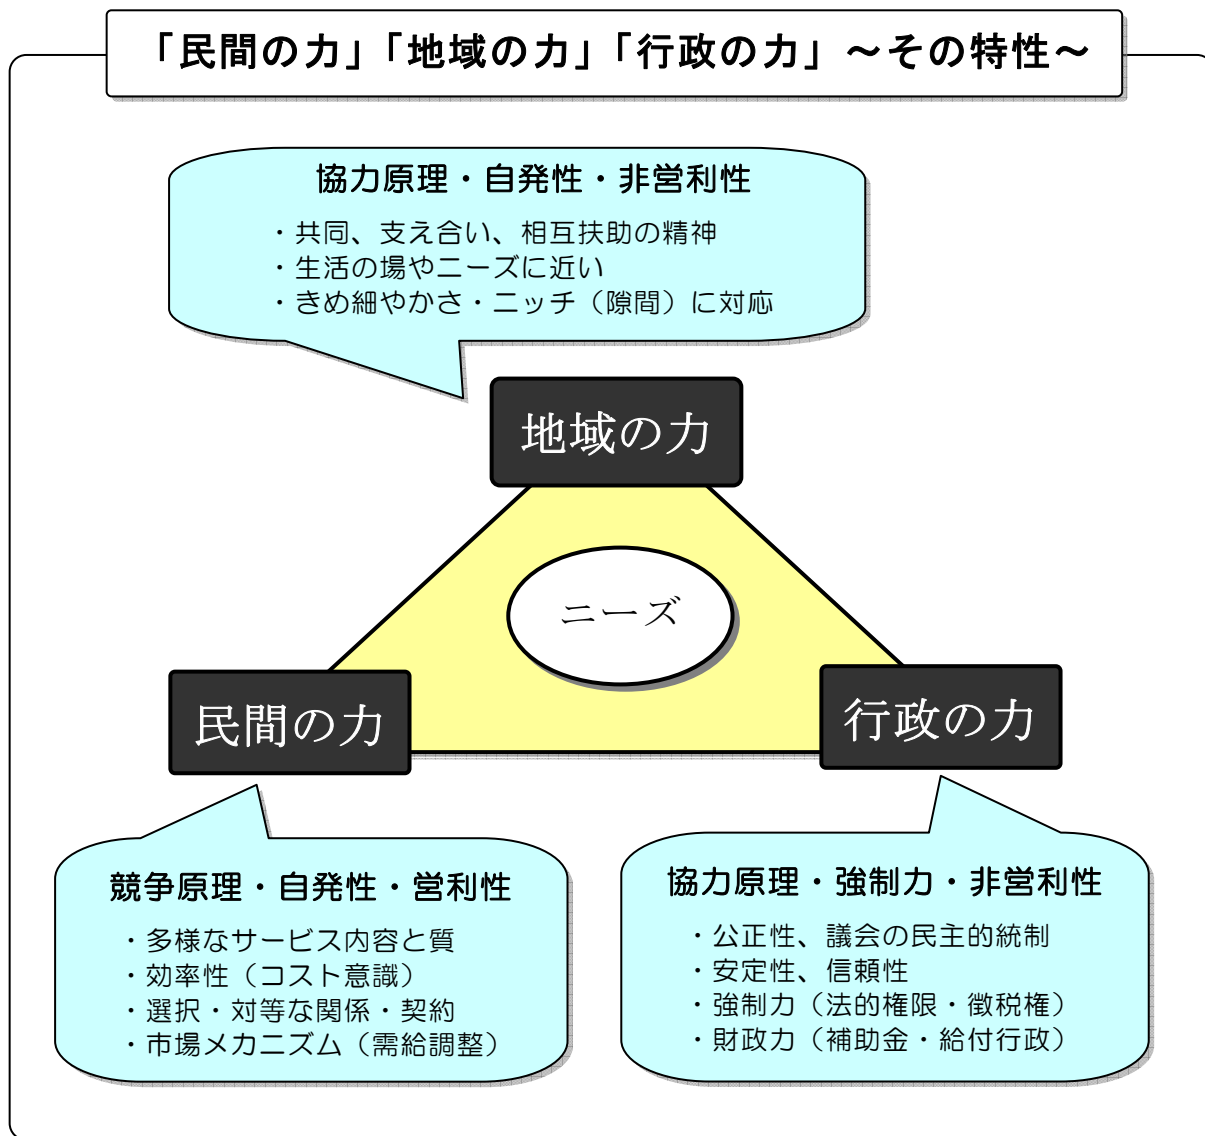 「民間の力」「地域の力」「行政の力」～その特性～
協力原理・自発性・非営利性
・共同、支え合い、相互扶助の精神
・生活の場やニーズに近い
・きめ細やかさ・ニッチ（隙間）に対応
地域の力
ニーズ
民間の力
行政の力
競争原理・自発性・営利性
・多様なサービス内容と質
・効率性（コスト意識）
・選択・対等な関係・契約
・市場メカニズム（需給調整）
協力原理・強制力・非営利性
・公正性、議会の民主的統制
・安定性、信頼性
・強制力（法的権限・徴税権）
・財政力（補助金・給付行政）